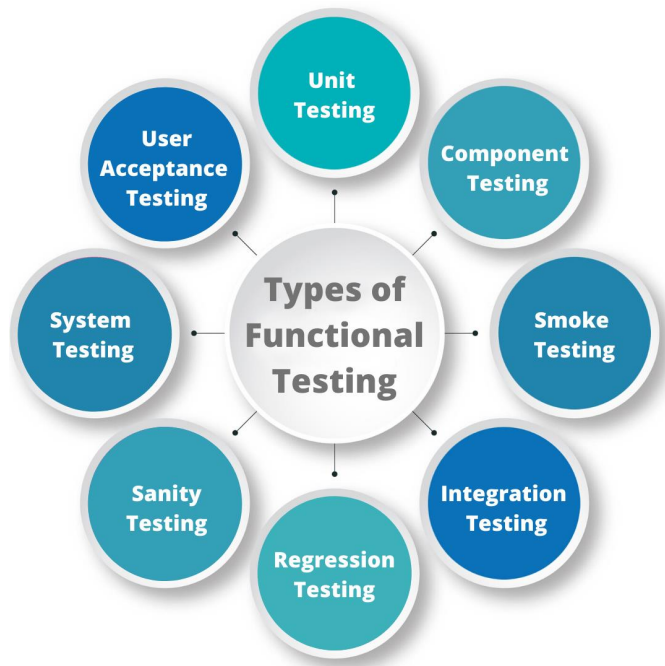 Types of
Functional
Testing
Unit
Testing
Component
Testing
Smoke
Testing
Integration
Testing
Regression
Testing
Sanity
Testing
System
Testing
User
Acceptance
Testing